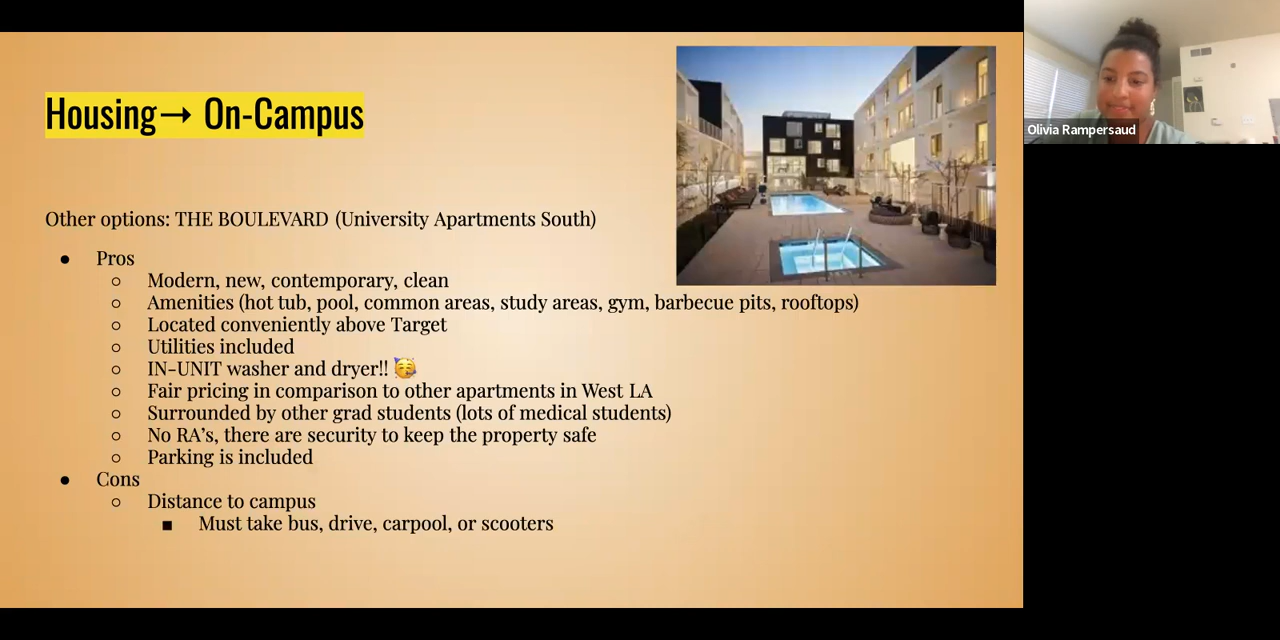 Housing→ On-Campus
Other options: THE BOULEVARD (University Apartments South)
● Pros
○ Modern, new, contemporary, clean
○ Amenities (hot tub, pool, common areas, study areas, gym, barbecue pits, rooftops)
○ Located conveniently above Target
○ Utilities included
○ IN-UNIT washer and dryer!! 🥳
○ Fair pricing in comparison to other apartments in West LA
○ Surrounded by other grad students (lots of medical students)
○ No RA’s, there are security to keep the property safe
○ Parking is included
● Cons
○ Distance to campus
■ Must take bus, drive, carpool, or scooters
Olivia Rampersaud